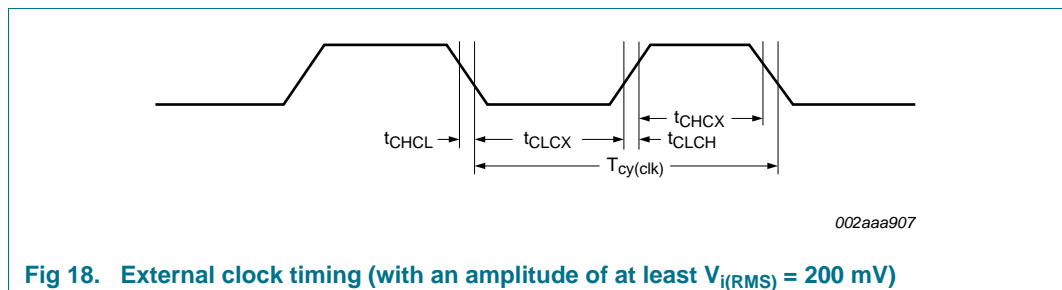 tCHCX
tCHCL tCLCX tCLCH
Tcy(clk)
002aaa907
Fig 18. External clock timing (with an amplitude of at least Vi(RMS) = 200 mV)